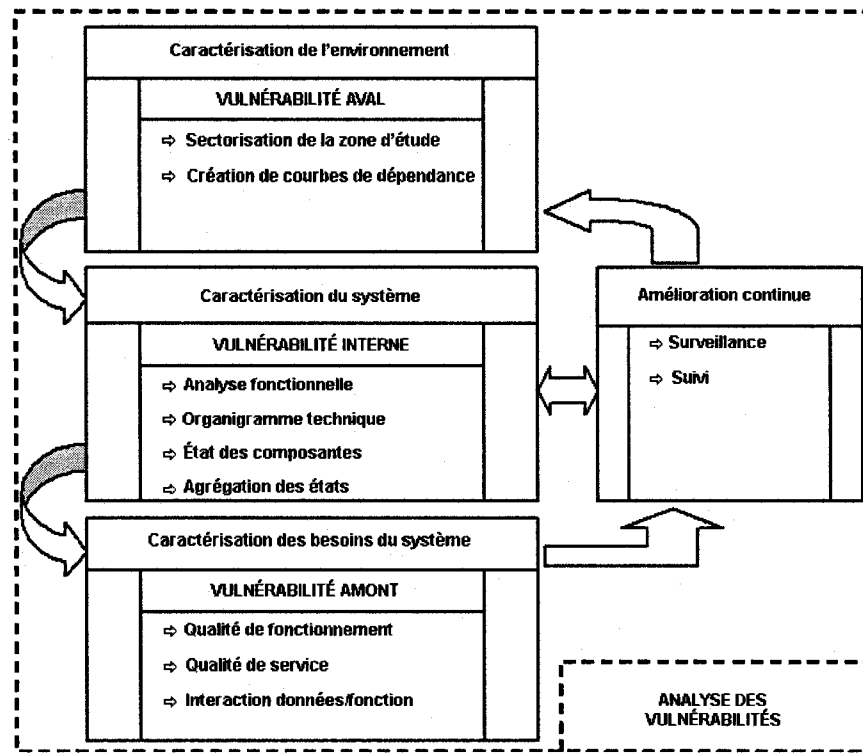 Caractérisation de l'environnement
VULNÉRABILITÉ AVAL
⇨ Sectorisation de la zone d'étude
⇨ Création de courbes de dépendance
Caractérisation du système
VULNÉRABILITÉ INTERNE
⇨ Analyse fonctionnelle
⇨ Organigramme technique
⇨ État des composantes
⇨ Agrégation des états
Amélioration continue
⇨ Surveillance
⇨ Suivi
Caractérisation des besoins du système
VULNÉRABILITÉ AMONT
⇨ Qualité de fonctionnement
⇨ Qualité de service
⇨ Interaction données/fonction
ANALYSE DES
VULNÉRABILITÉS